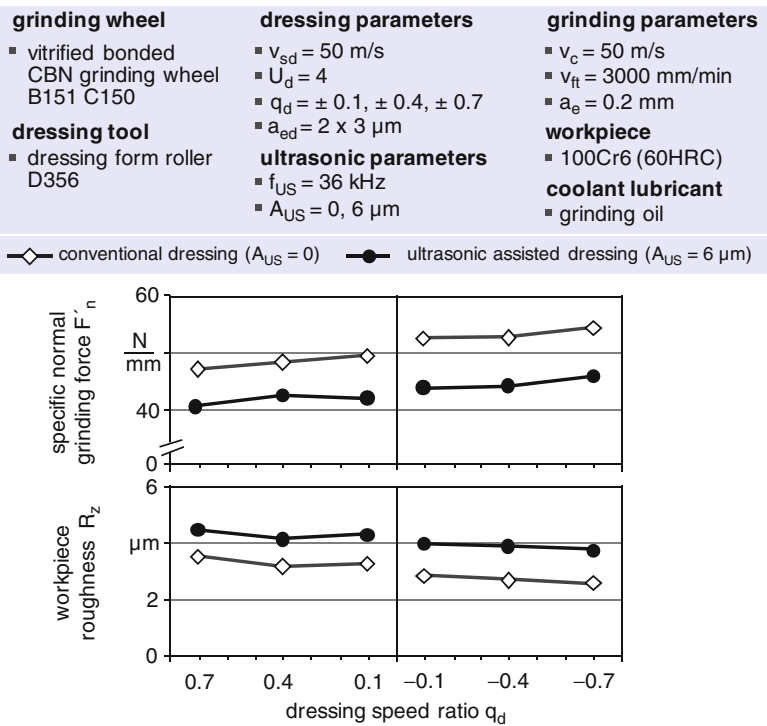 grinding wheel
▪ vitrified bonded
CBN grinding wheel
B151 C150
dressing tool
▪ dressing form roller
D356
dressing parameters
▪ v_sd = 50 m/s
▪ U_d = 4
▪ q_d = ± 0.1, ± 0.4, ± 0.7
▪ a_ed = 2 x 3 µm
ultrasonic parameters
▪ f_US = 36 kHz
▪ A_US = 0, 6 µm
grinding parameters
▪ v_c = 50 m/s
▪ v_ft = 3000 mm/min
▪ a_e = 0.2 mm
workpiece
▪ 100Cr6 (60HRC)
coolant lubricant
▪ grinding oil
conventional dressing (A_US = 0)
ultrasonic assisted dressing (A_US = 6 µm)
specific normal
grinding force F´n
60
N
mm
40
0
workpiece
roughness R_z
6
µm
2
0
0.7 0.4 0.1 –0.1 –0.4 –0.7
dressing speed ratio q_d